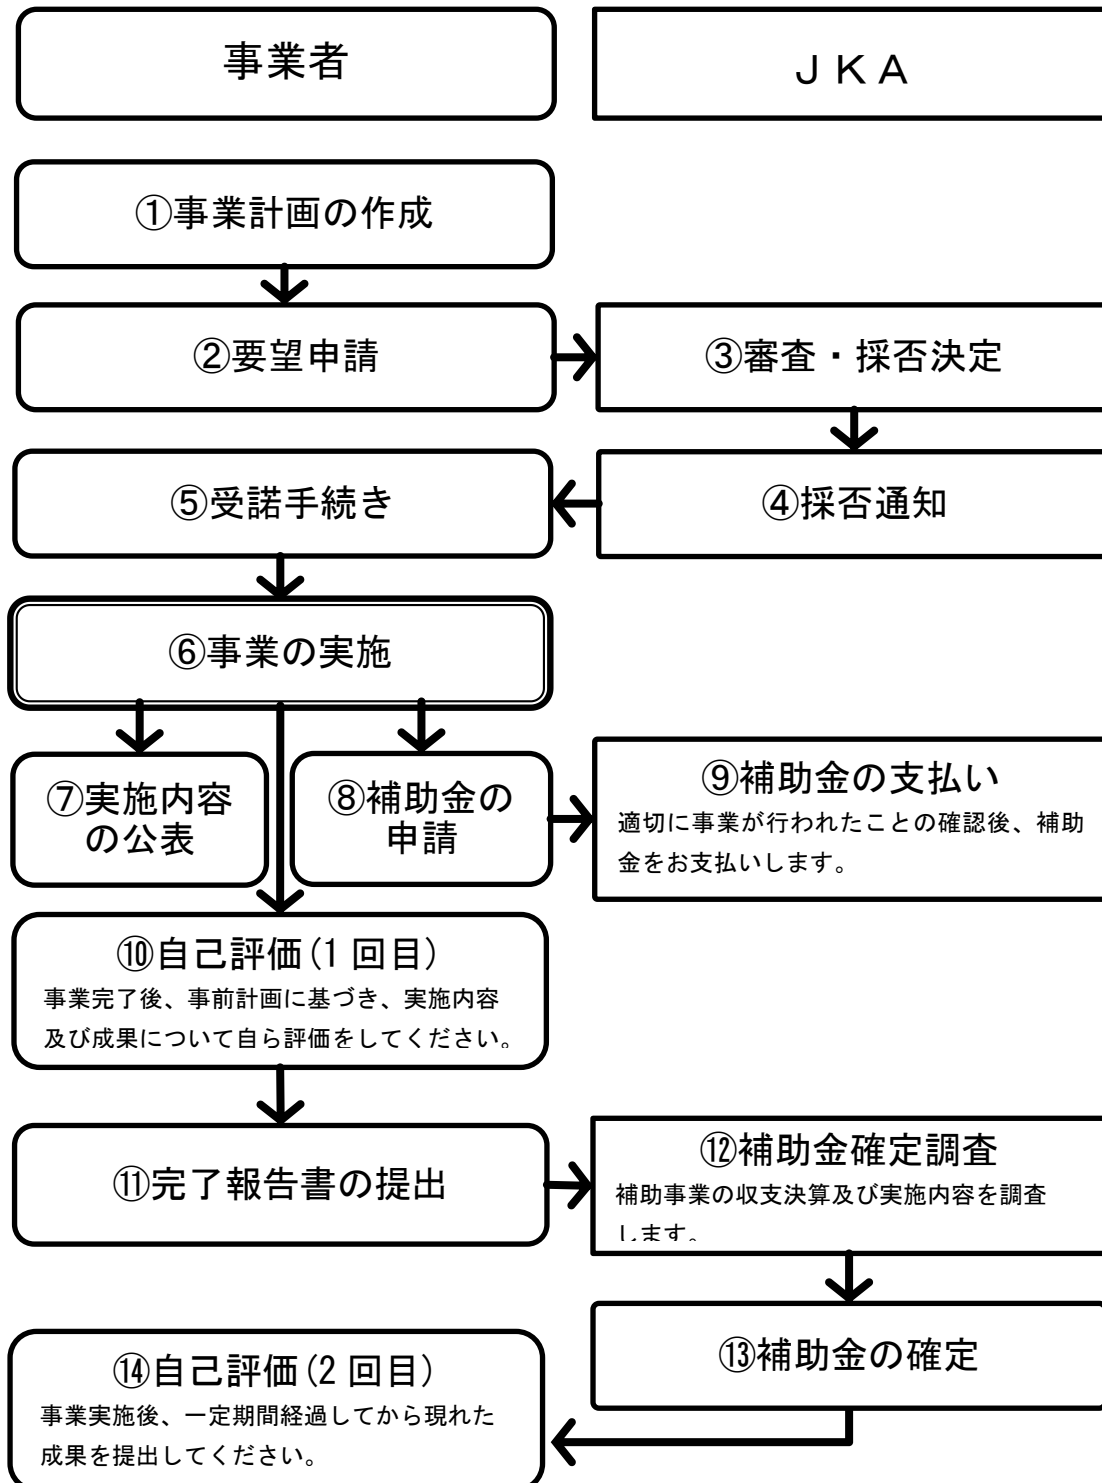 事業者
ＪＫＡ
①事業計画の作成
②要望申請
③審査・採否決定
④採否通知
⑤受諾手続き
⑥事業の実施
⑦実施内容
の公表
⑧補助金の
申請
⑨補助金の支払い
適切に事業が行われたことの確認後、補助
金をお支払いします。
⑩自己評価(1 回目)
事業完了後、事前計画に基づき、実施内容
及び成果について自ら評価をしてください。
⑪完了報告書の提出
⑫補助金確定調査
補助事業の収支決算及び実施内容を調査
します。
⑬補助金の確定
⑭自己評価(2 回目)
事業実施後、一定期間経過してから現れた
成果を提出してください。